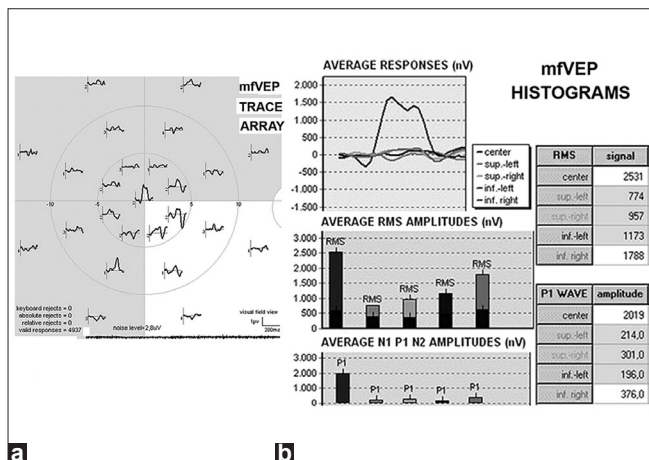 mfVEP
TRACE
ARRAY
-10
-5
0
5
10
keyboard rejects = 0
absolute rejects = 0
relative rejects = 0
valid responses = 4937
noise level=2,8uV
visual field view
1µv
200ms
a
AVERAGE RESPONSES (nV)
2.000
1.500
1.000
500
0
-500
-1.000
-1.500
center
sup.-left
sup.-right
inf.-left
inf. right
AVERAGE RMS AMPLITUDES (nV)
3.000
2.500
2.000
1.500
1.000
500
0
RMS
RMS
RMS
RMS
RMS
AVERAGE N1 P1 N2 AMPLITUDES (nV)
3.000
2.000
1.000
0
P1
P1
P1
P1
P1
mfVEP
HISTOGRAMS
RMS signal
center 2531
sup.-left 774
sup.-right 957
inf.-left 1173
inf. right 1788
P1 WAVE amplitude
center 2019
sup.-left 214,0
sup.-right 301,0
inf.-left 196,0
inf. right 376,0
b